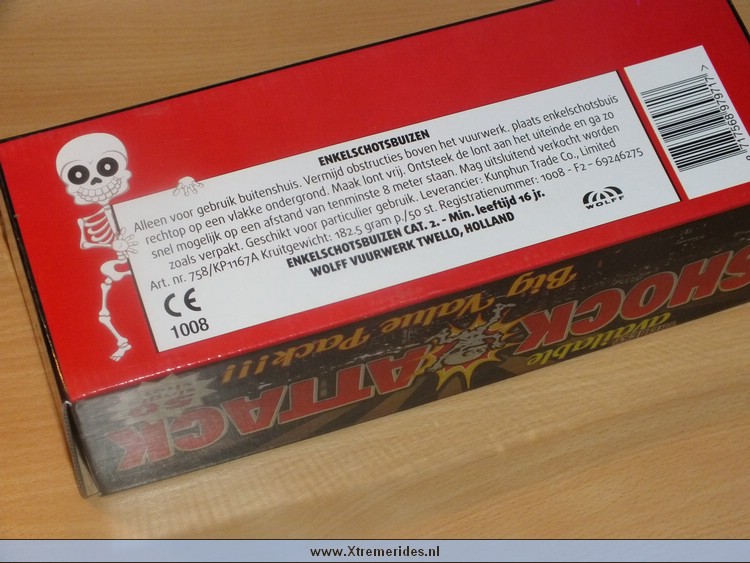 ENKELSCHOTSBUIZEN
Alleen voor gebruik buitenshuis. Vermijd obstructies boven het vuurwerk. plaats enkelschotsbuis
rechtop op een vlakke ondergrond. Maak lont vrij. Ontsteek de lont aan het uiteinde en ga zo
snel mogelijk op een afstand van tenminste 8 meter staan. Mag uitsluitend verkocht worden
zoals verpakt. Geschikt voor particulier gebruik. Leverancier: Kunphun Trade Co., Limited
Art. nr. 758/KP1167A Kruitgewicht: 182.5 gram p./50 st. Registratienummer: 1008 - F2 – 69246275
ENKELSCHOTSBUIZEN CAT. 2. - Min. leeftijd 16 jr.
WOLFF VUURWERK TWELLO, HOLLAND
CE
1008
WOLFF
SHOCK ATTACK
Big Value Pack!!!
available
www.Xtremerides.nl